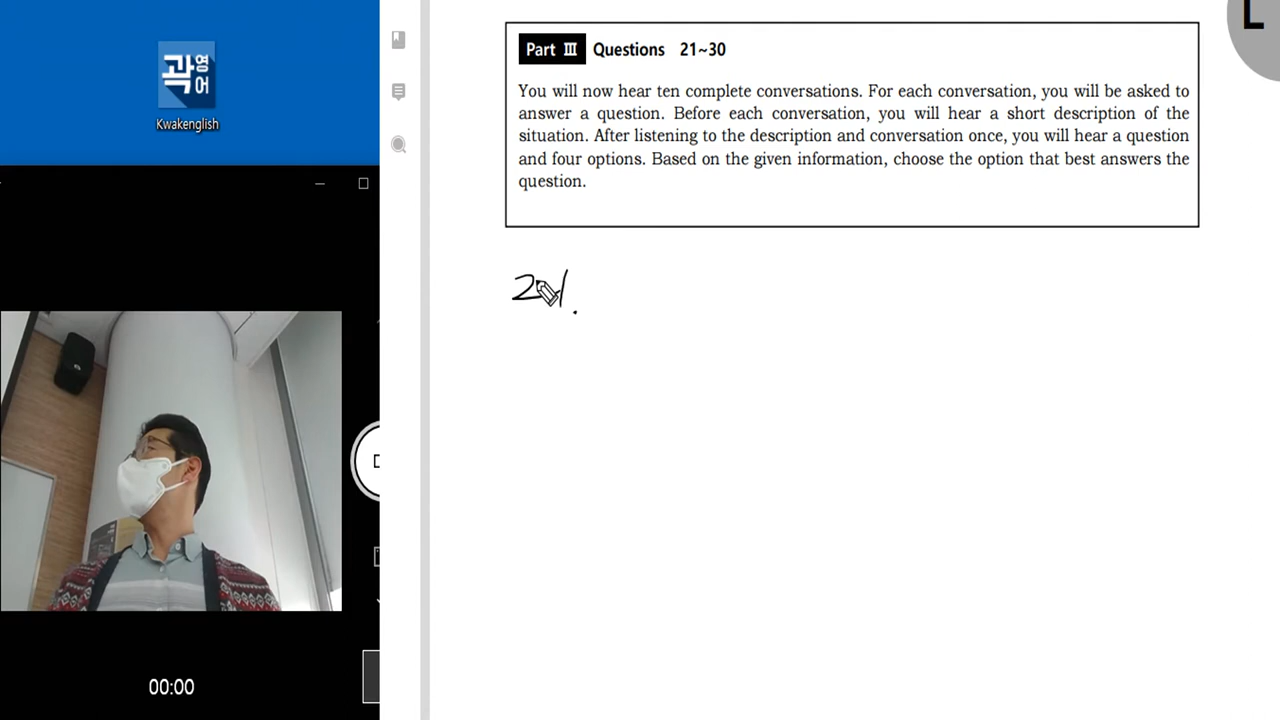 곽영어
Kwakenglish
00:00
L
Part Ⅲ Questions 21~30
You will now hear ten complete conversations. For each conversation, you will be asked to
answer a question. Before each conversation, you will hear a short description of the
situation. After listening to the description and conversation once, you will hear a question
and four options. Based on the given information, choose the option that best answers the
question.
21.